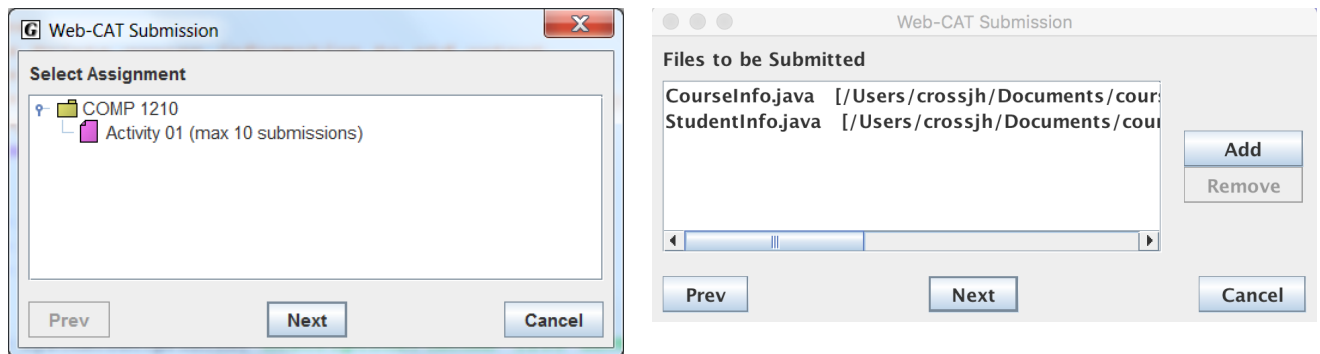 G Web-CAT Submission
Select Assignment
COMP 1210
Activity 01 (max 10 submissions)
Prev Next Cancel
Web-CAT Submission
Files to be Submitted
CourseInfo.java [/Users/crossjh/Documents/cour
StudentInfo.java [/Users/crossjh/Documents/cou
Add
Remove
Prev Next Cancel